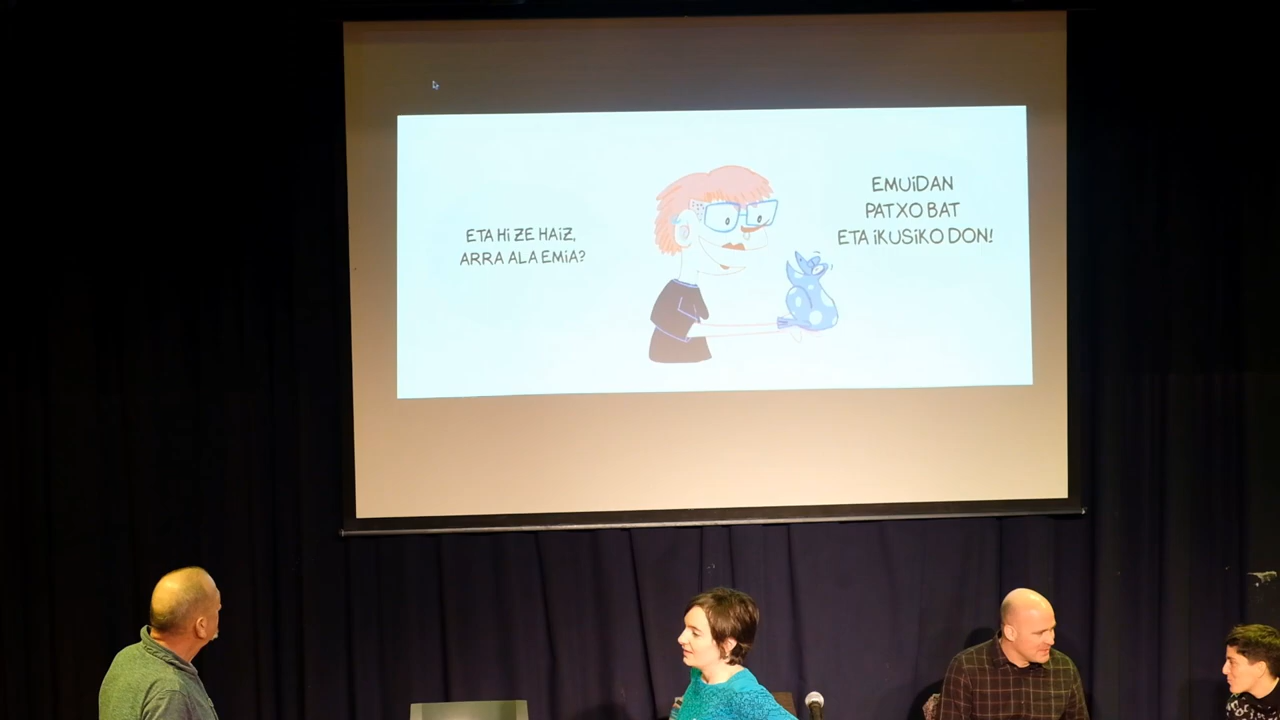 ETA Hi ZE HAiZ,
ARRA ALA EMiA?
EMUiDAN
PATXO BAT
ETA iKUSiKO DON!